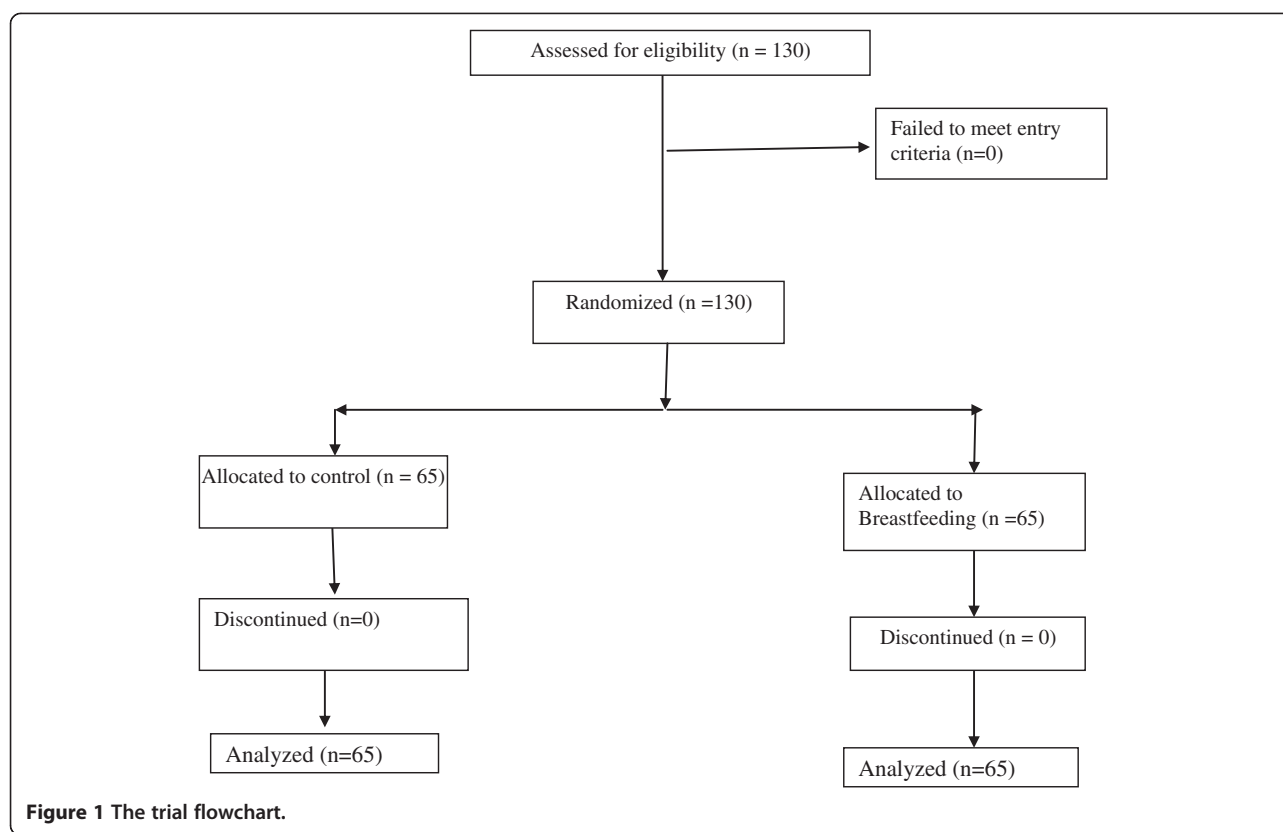 Assessed for eligibility (n = 130)
Failed to meet entry
criteria (n=0)
Randomized (n =130)
Allocated to control (n = 65)
Allocated to
Breastfeeding (n =65)
Discontinued (n=0)
Discontinued (n = 0)
Analyzed (n=65)
Analyzed (n=65)
Figure 1 The trial flowchart.